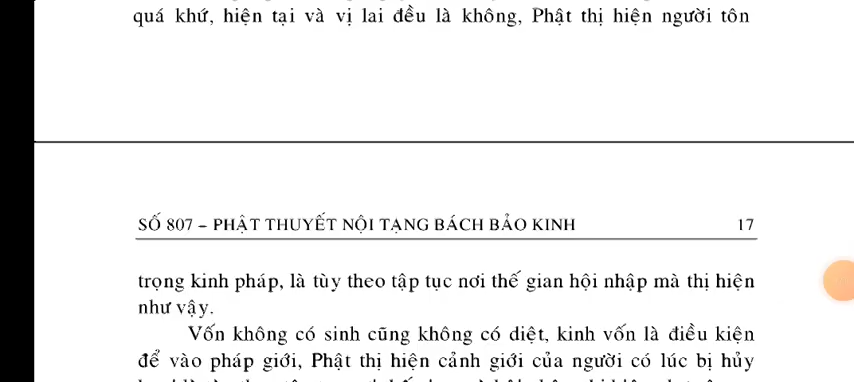 quá khứ, hiện tại và vị lai đều là không, Phật thị hiện người tôn
SỐ 807 – PHẬT THUYẾT NỘI TẠNG BÁCH BẢO KINH 17
trọng kinh pháp, là tùy theo tập tục nơi thế gian hội nhập mà thị hiện
như vậy.
Vốn không có sinh cũng không có diệt, kinh vốn là điều kiện
để vào pháp giới, Phật thị hiện cảnh giới của người có lúc bị hủy